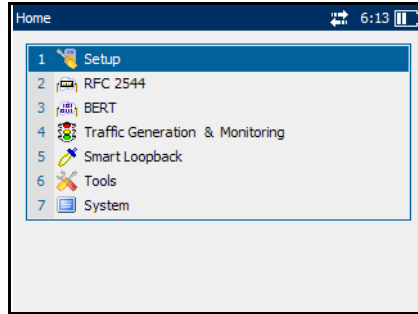 Home 6:13
1 Setup
2 RFC 2544
3 BERT
4 Traffic Generation & Monitoring
5 Smart Loopback
6 Tools
7 System